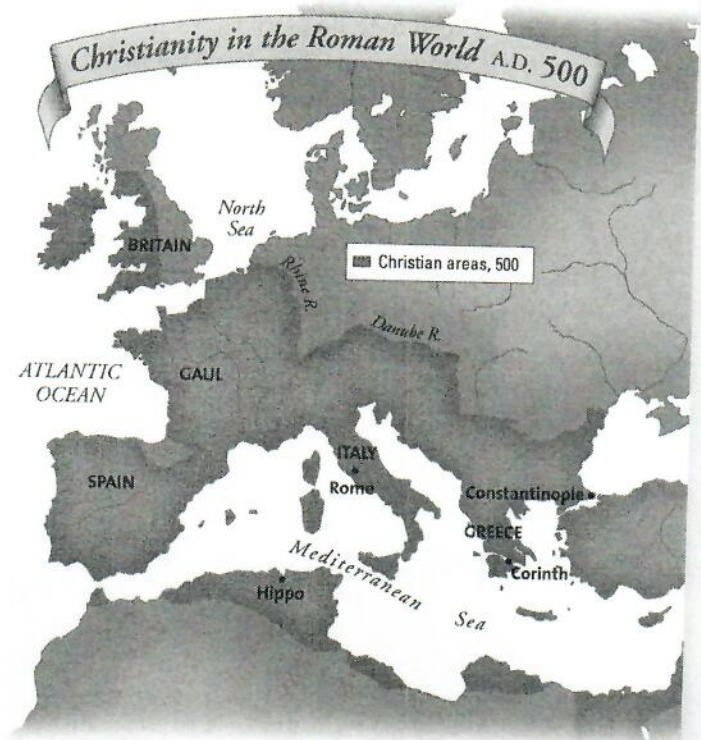 Christianity in the Roman World A.D. 500
North
Sea
BRITAIN
Christian areas, 500
Rhine R.
Danube R.
ATLANTIC
OCEAN
GAUL
ITALY
SPAIN
Rome
Constantinople
GREECE
Mediterranean
Corinth
Hippo
Sea